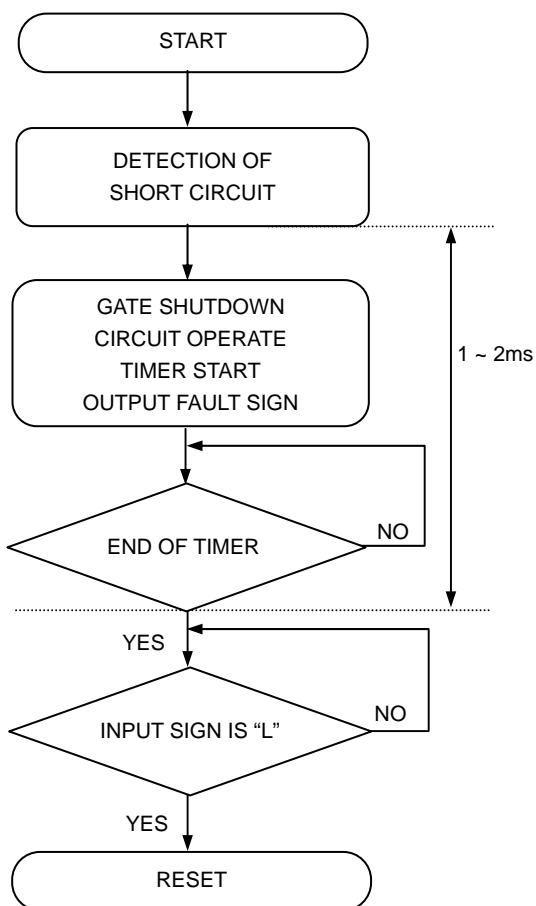 START
DETECTION OF
SHORT CIRCUIT
GATE SHUTDOWN
CIRCUIT OPERATE
TIMER START
OUTPUT FAULT SIGN
1 ~ 2ms
END OF TIMER
NO
YES
INPUT SIGN IS “L”
NO
YES
RESET